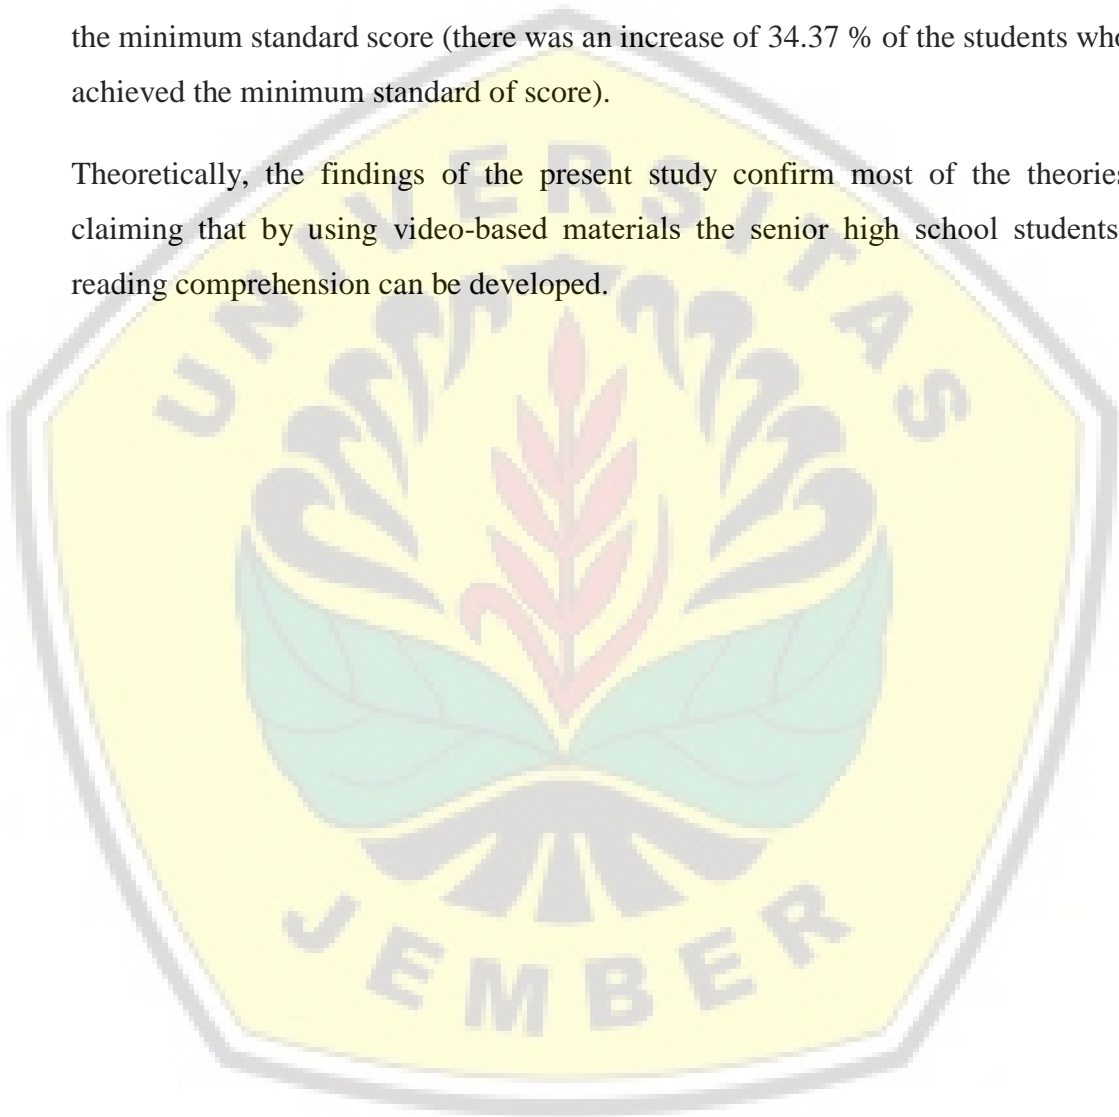 the minimum standard score (there was an increase of 34.37 % of the students who
achieved the minimum standard of score).
Theoretically, the findings of the present study confirm most of the theories
claiming that by using video-based materials the senior high school students
reading comprehension can be developed.
UNIVERSITAS
JEMBER